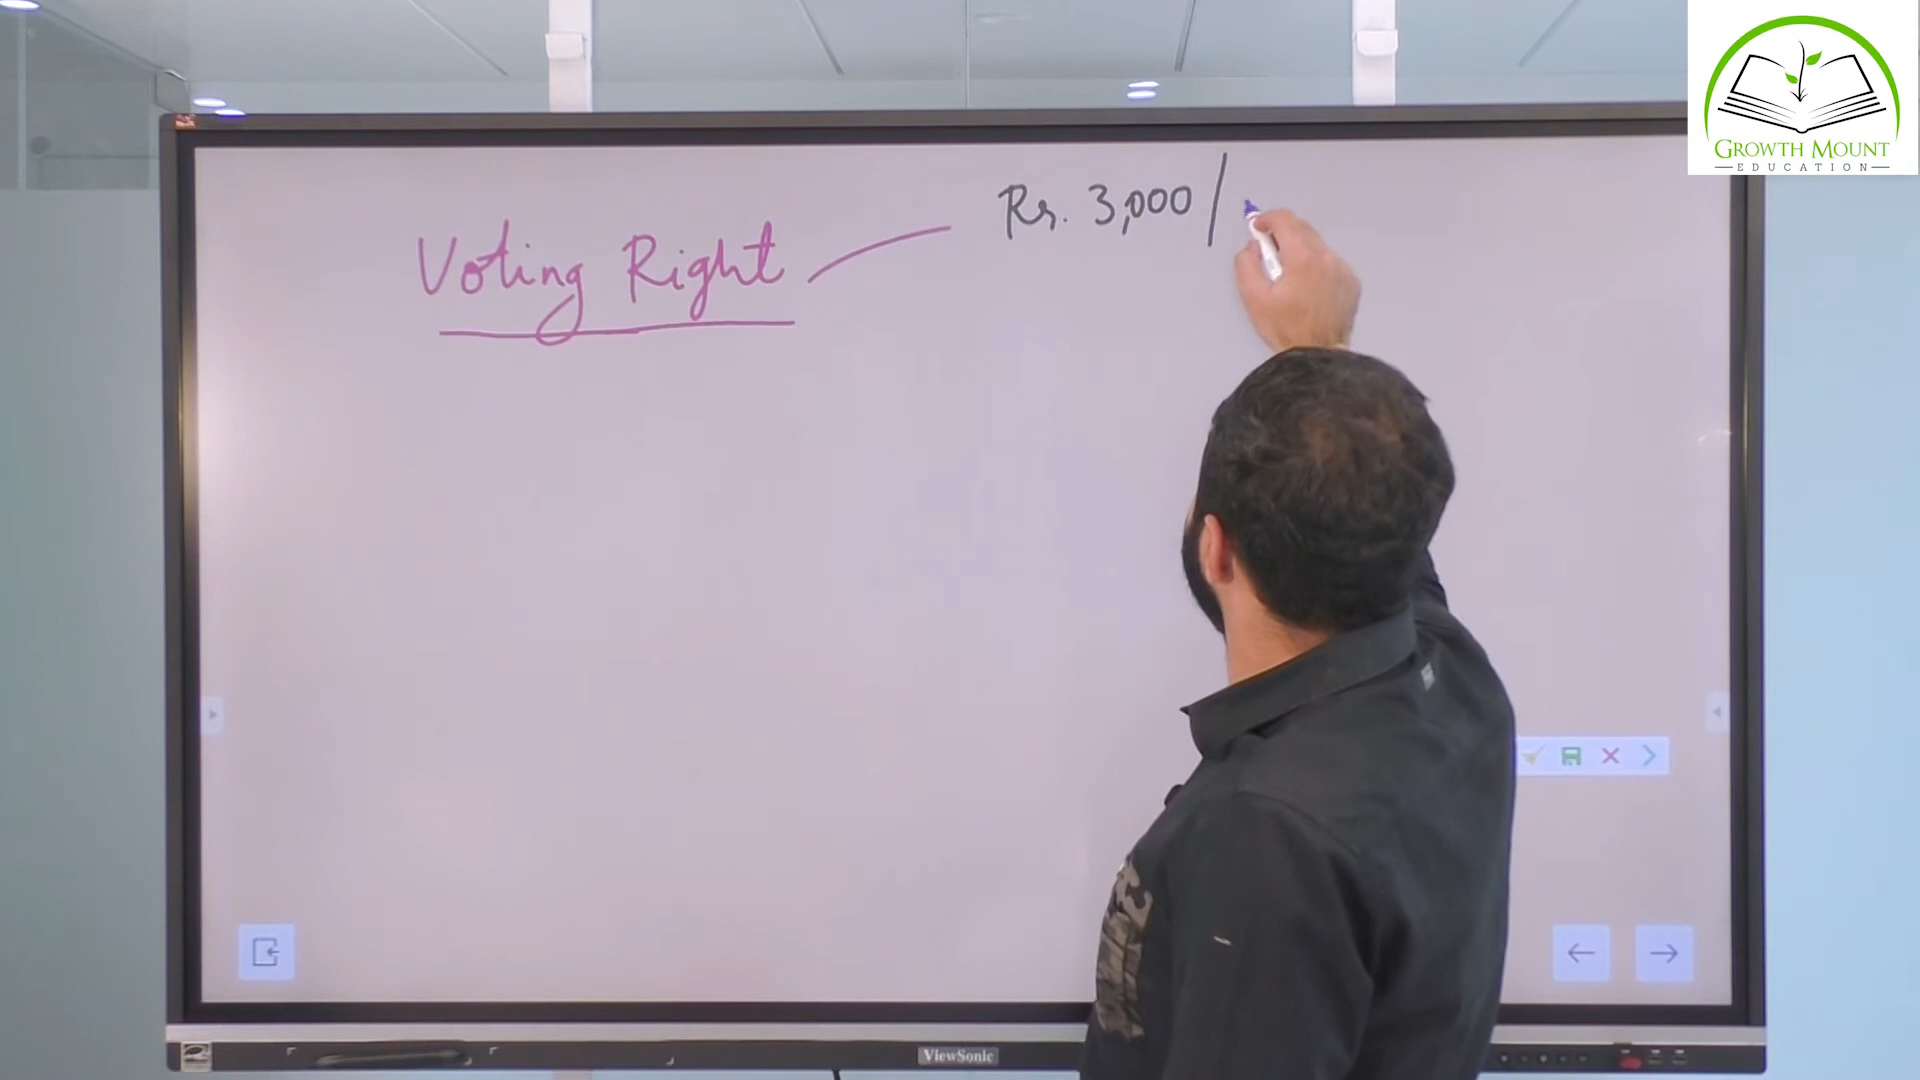 GROWTH MOUNT
EDUCATION
Rs. 3,000/
Voting Right
ViewSonic